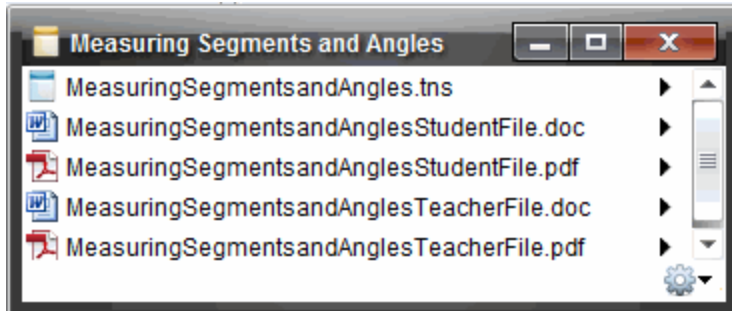 Measuring Segments and Angles
MeasuringSegmentsandAngles.tns
MeasuringSegmentsandAnglesStudentFile.doc
MeasuringSegmentsandAnglesStudentFile.pdf
MeasuringSegmentsandAnglesTeacherFile.doc
MeasuringSegmentsandAnglesTeacherFile.pdf